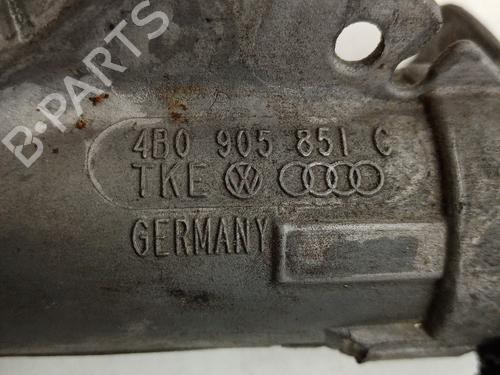 B-PARTS
4B0 905 851 C
TKE
GERMANY